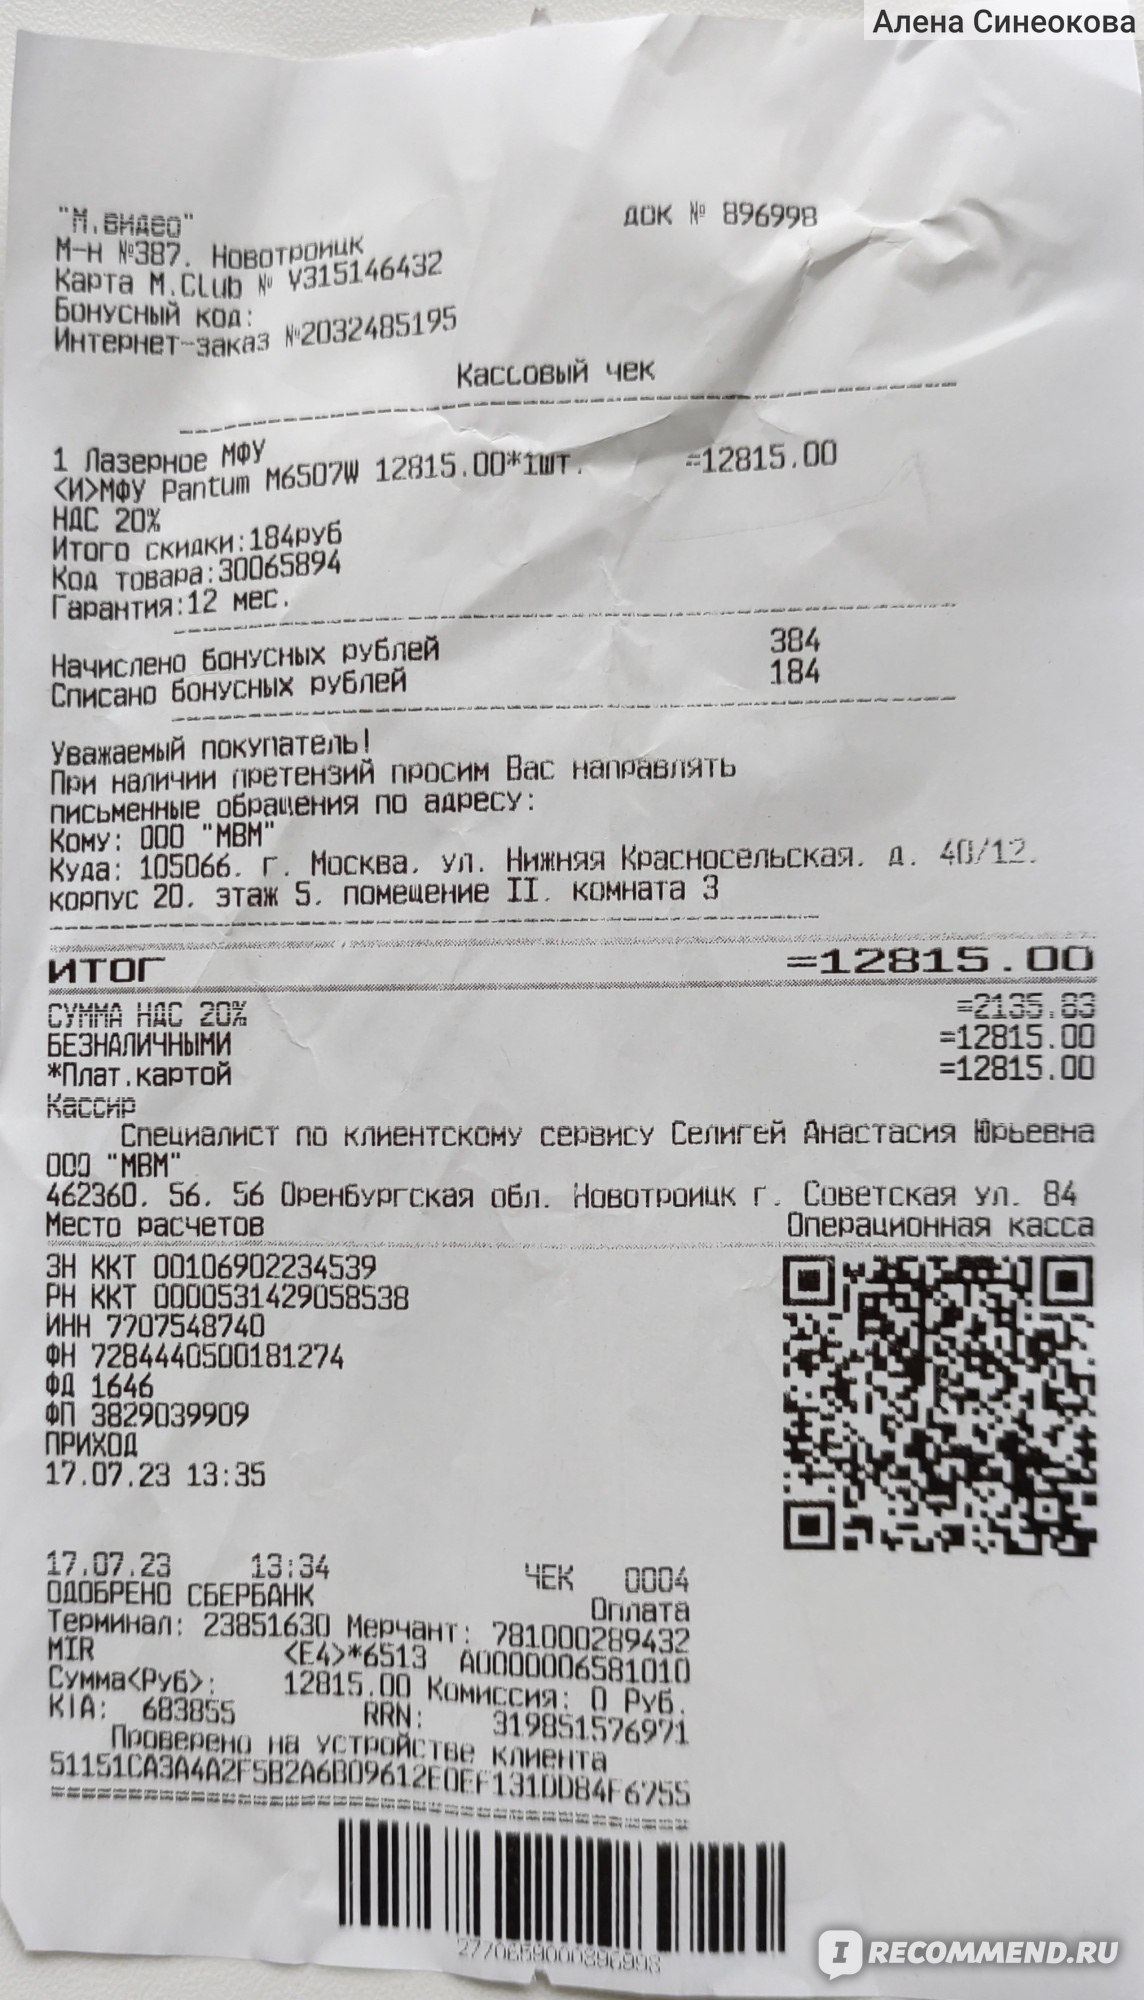 Алена Синеокова
"М.видео" док № 896998
М-н №387, Новотроицк
Карта M.Club № У315146432
Бонусный код:
Интернет-заказ №2032485195
Кассовый чек
1 Лазерное МФУ
<И>МФУ Pantum M6507W 12815.00*1шт. =12815.00
НДС 20%
Итого скидки:184руб
Код товара:30065894
Гарантия:12 мес.
Начислено бонусных рублей 384
Списано бонусных рублей 184
Уважаемый покупатель!
При наличии претензий просим Вас направлять
письменные обращения по адресу:
Кому: ООО "МВМ"
Куда: 105066, г. Москва, ул. Нижняя Красносельская, д. 40/12,
корпус 20, этаж 5, помещение II, комната 3
ИТОГ =12815.00
СУММА НДС 20% =2135.83
БЕЗНАЛИЧНЫМИ =12815.00
*Плат.картой =12815.00
Кассир
Специалист по клиентскому сервису Селигей Анастасия Юрьевна
ООО "МВМ"
462360, 56, 56 Оренбургская обл. Новотроицк г. Советская ул. 84
Место расчетов Операционная касса
ЗН ККТ 00106902234539
РН ККТ 0000531429058538
ИНН 7707548740
ФН 7284440500181274
ФД 1646
ФП 3829039909
ПРИХОД
17.07.23 13:35
17.07.23 13:34 ЧЕК 0004
ОДОБРЕНО СБЕРБАНК Оплата
Терминал: 23851630 Мерчант: 781000289432
MIR <E4>*6513 A0000006581010
Сумма<Руб>: 12815.00 Комиссия: 0 Руб.
KIA: 683855 RRN: 319851576971
Проверено на устройстве клиента
51151CA3A4A2F5B2A6B09612E0EF131DD84F6755
2770659000896998
IRECOMMEND.RU